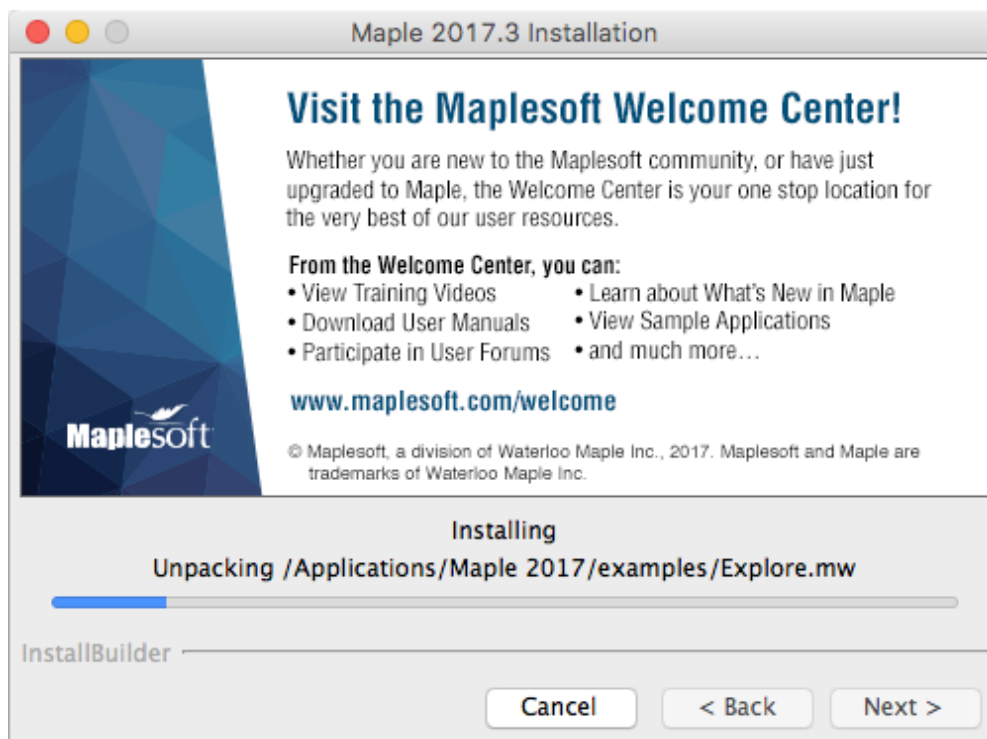 Maple 2017.3 Installation
Visit the Maplesoft Welcome Center!
Whether you are new to the Maplesoft community, or have just
upgraded to Maple, the Welcome Center is your one stop location for
the very best of our user resources.
From the Welcome Center, you can:
• View Training Videos
• Download User Manuals
• Participate in User Forums
• Learn about What's New in Maple
• View Sample Applications
• and much more…
www.maplesoft.com/welcome
Maplesoft
© Maplesoft, a division of Waterloo Maple Inc., 2017. Maplesoft and Maple are
trademarks of Waterloo Maple Inc.
Installing
Unpacking /Applications/Maple 2017/examples/Explore.mw
InstallBuilder
Cancel
< Back
Next >